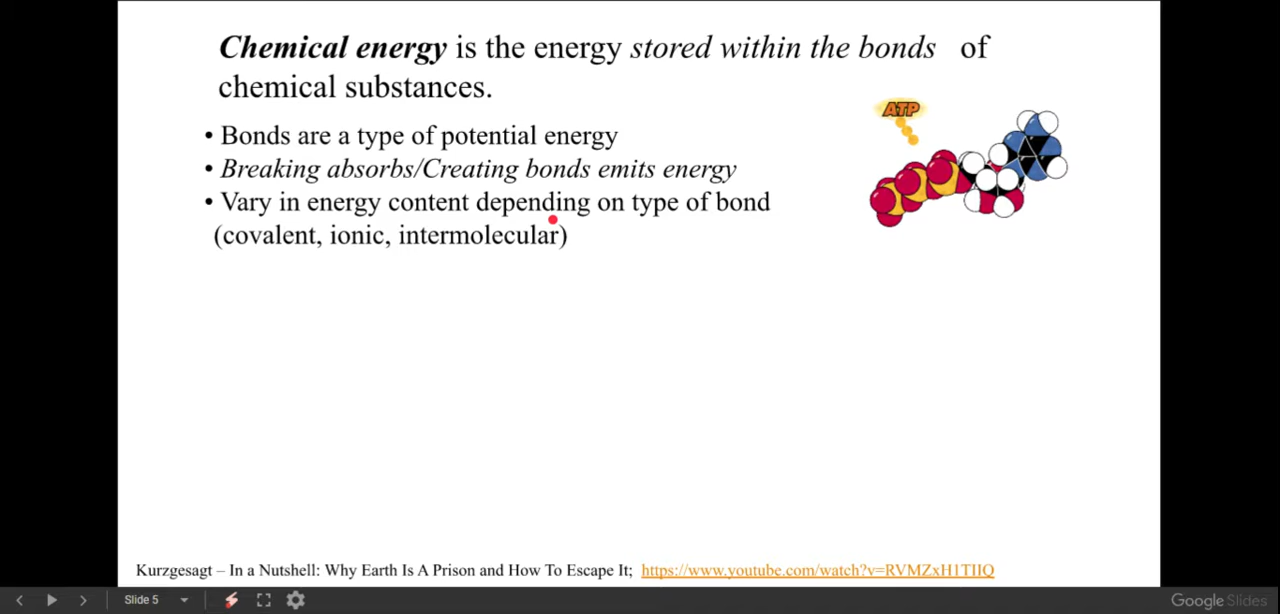 Chemical energy is the energy stored within the bonds of
chemical substances.
ATP
• Bonds are a type of potential energy
• Breaking absorbs/Creating bonds emits energy
• Vary in energy content depending on type of bond
(covalent, ionic, intermolecular)
Kurzgesagt – In a Nutshell: Why Earth Is A Prison and How To Escape It; https://www.youtube.com/watch?v=RVMZxH1TIIQ
Slide 5
Google Slides